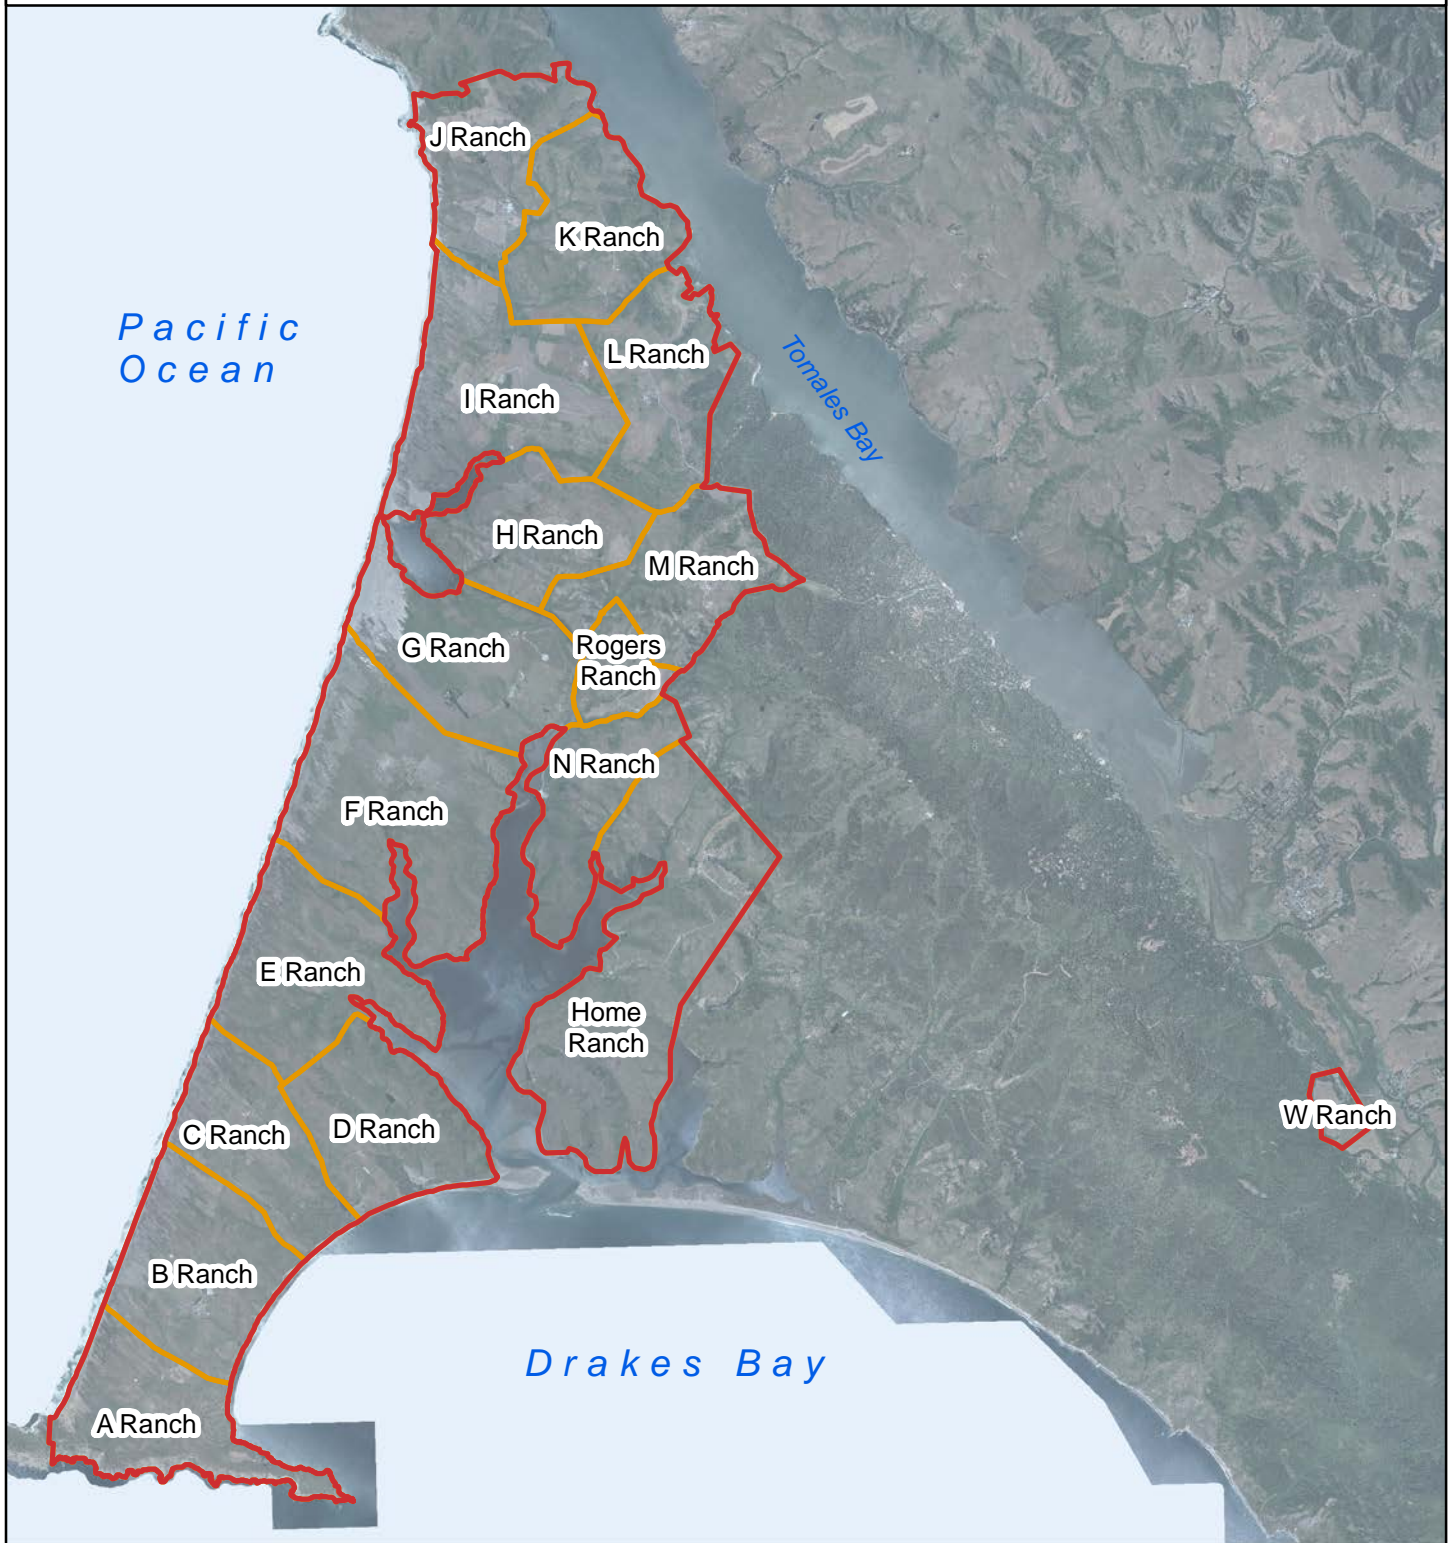 J Ranch
K Ranch
Pacific
Ocean
Tomales Bay
L Ranch
I Ranch
H Ranch
M Ranch
G Ranch
Rogers
Ranch
N Ranch
F Ranch
E Ranch
Home
Ranch
C Ranch
D Ranch
W Ranch
B Ranch
Drakes Bay
A Ranch